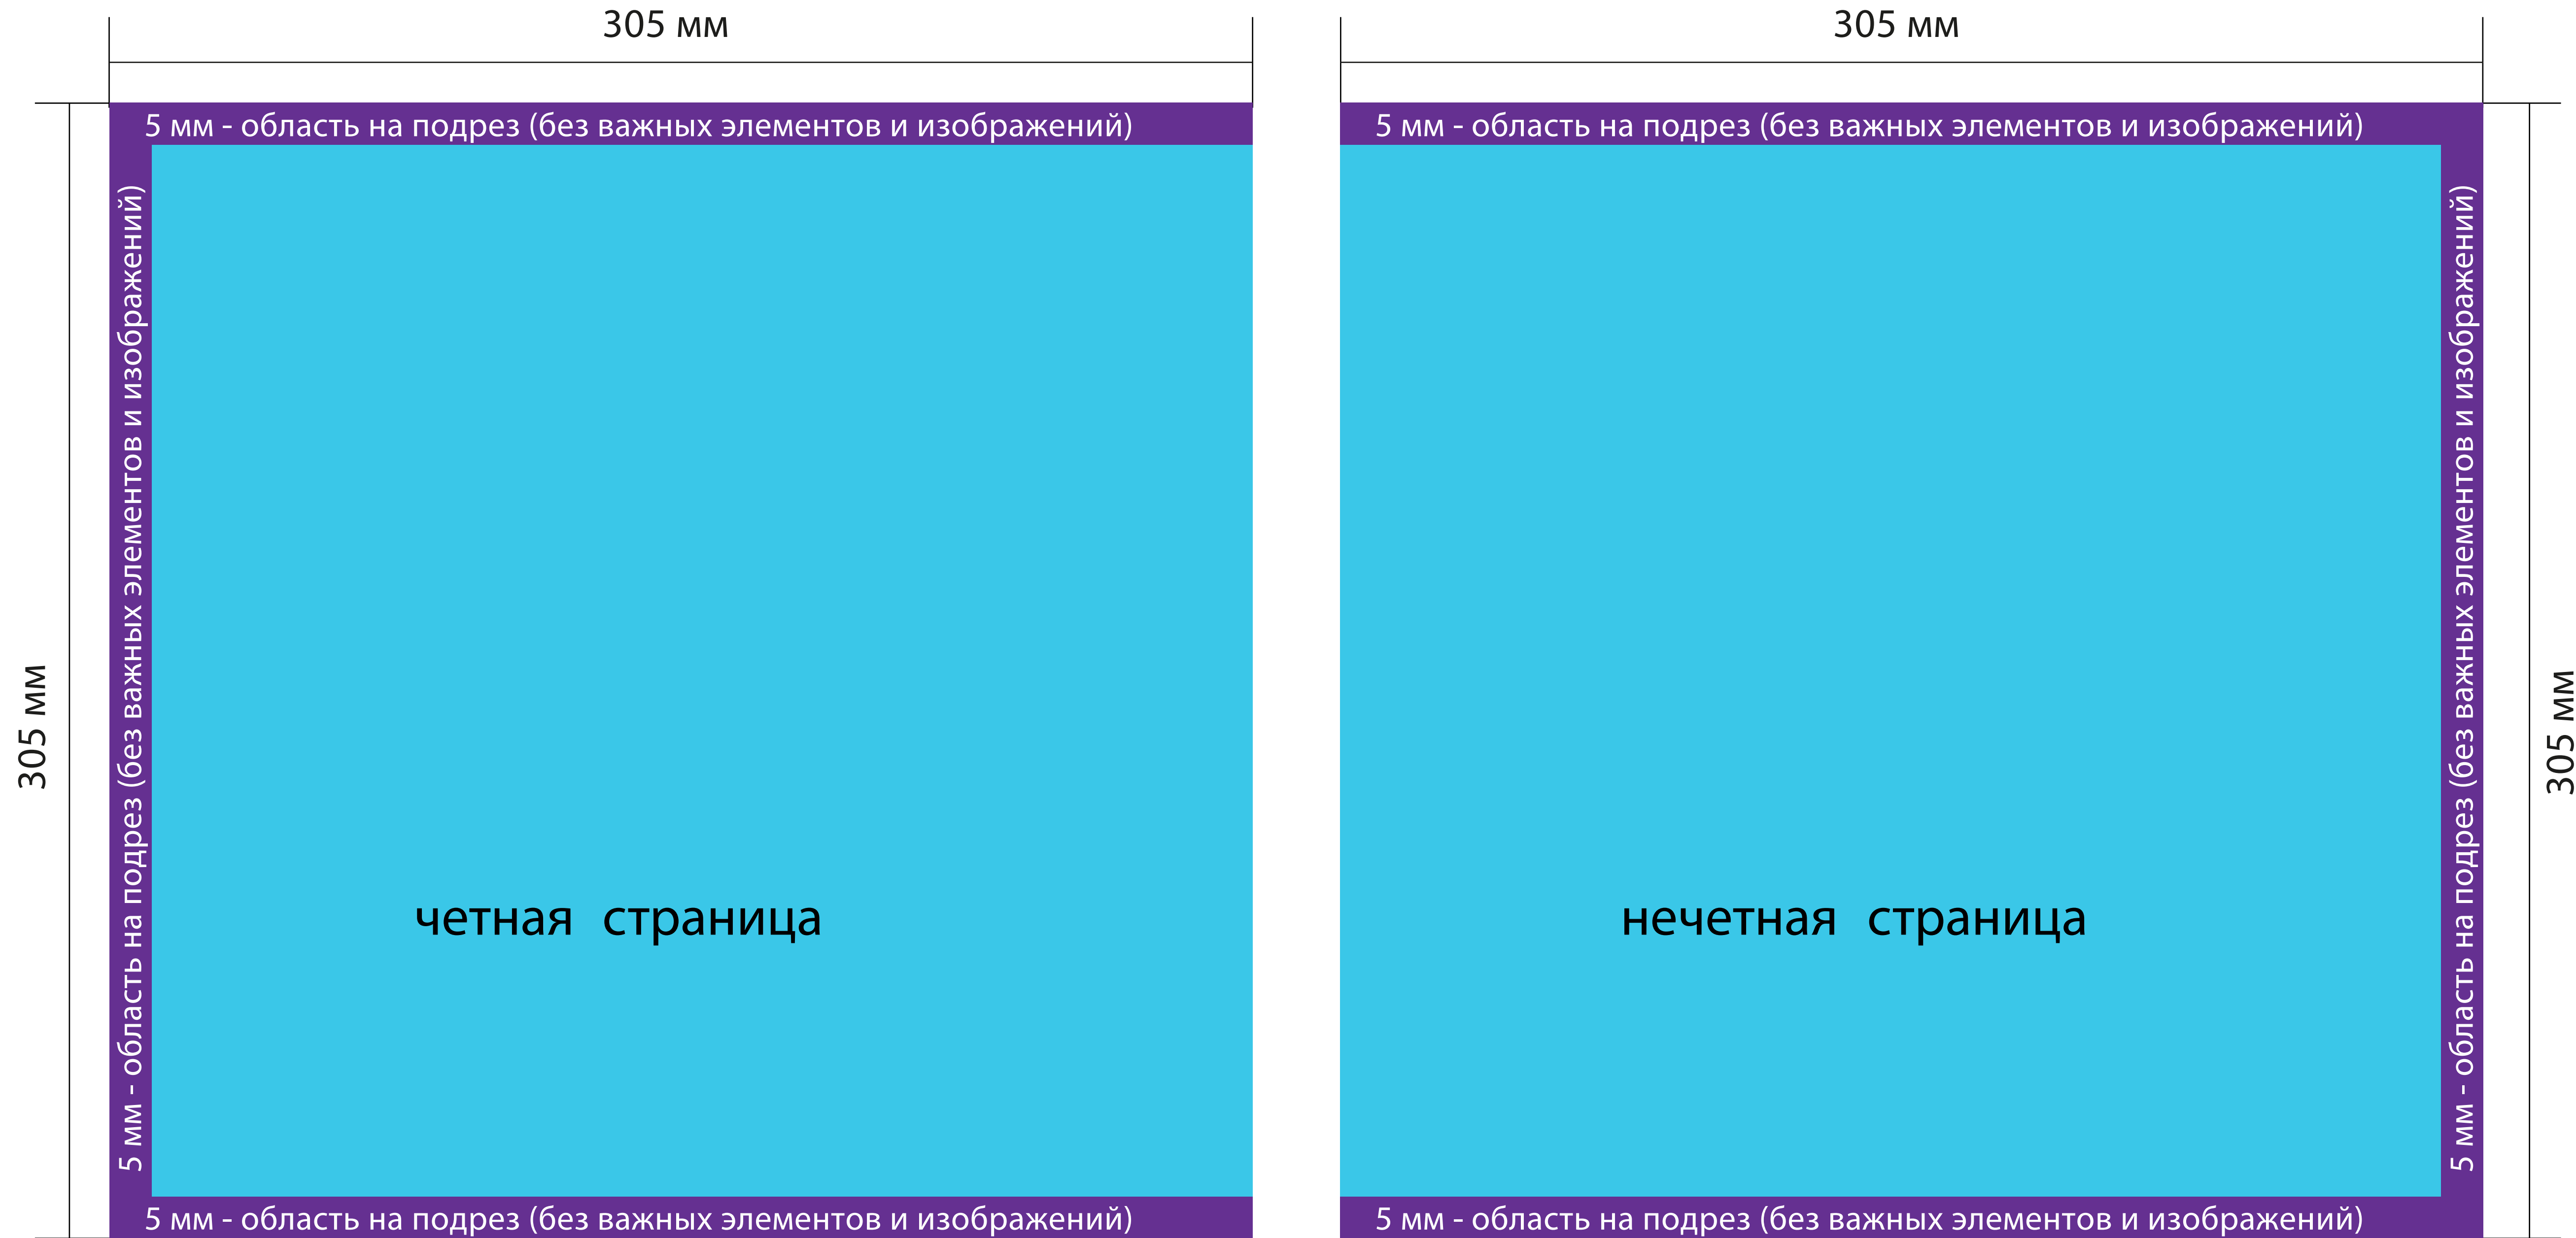 305 мм
305 мм
5 мм - область на подрез (без важных элементов и изображений)
5 мм - область на подрез (без важных элементов и изображений)
305 мм
5 мм - область на подрез (без важных элементов и изображений)
четная страница
нечетная страница
5 мм - область на подрез (без важных элементов и изображений)
305 мм
5 мм - область на подрез (без важных элементов и изображений)
5 мм - область на подрез (без важных элементов и изображений)